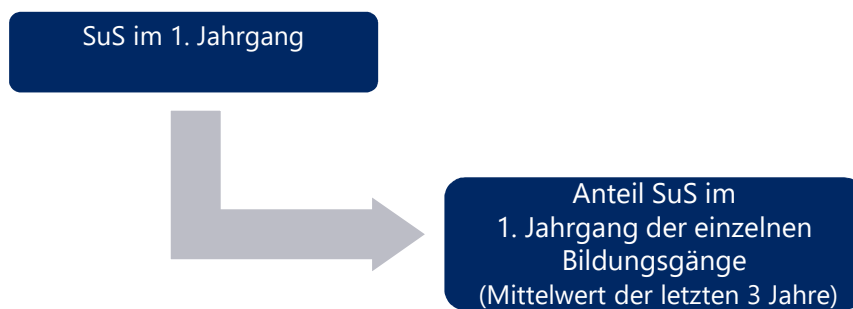 SuS im 1. Jahrgang
Anteil SuS im
1. Jahrgang der einzelnen
Bildungsgänge
(Mittelwert der letzten 3 Jahre)